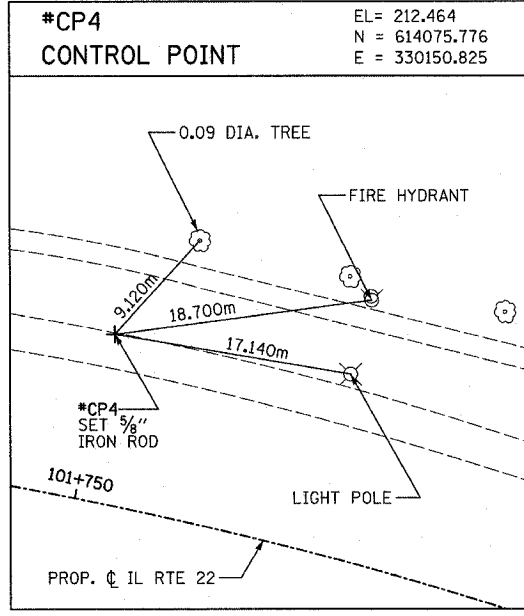 #CP4
CONTROL POINT
EL= 212.464
N = 614075.776
E = 330150.825
0.09 DIA. TREE
FIRE HYDRANT
9.120m
18.700m
17.140m
#CP4
SET 5/8"
IRON ROD
101+750
LIGHT POLE
PROP. ℄ IL RTE 22